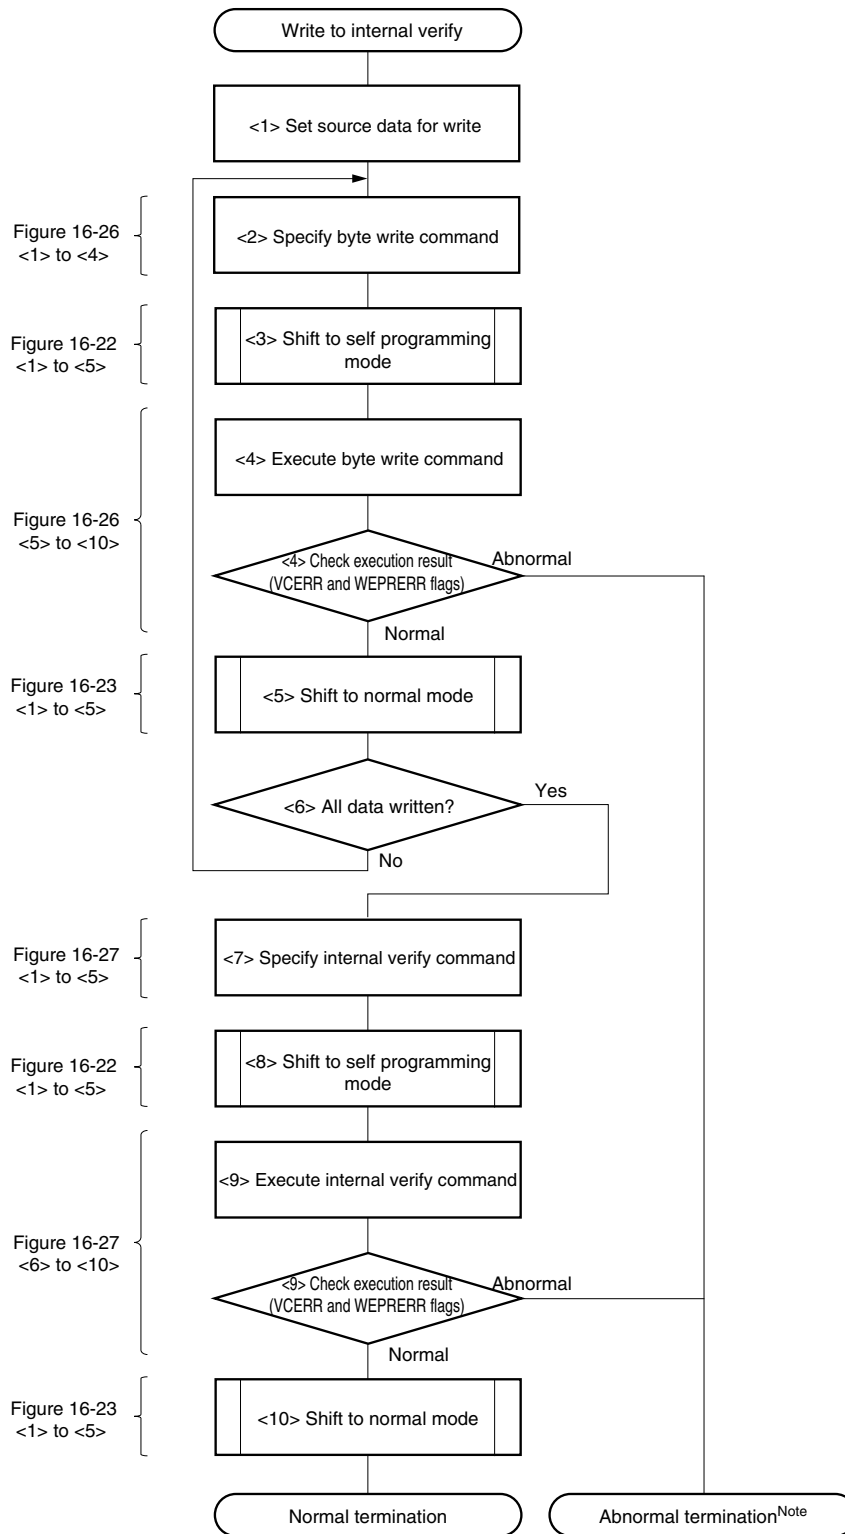 Write to internal verify
<1> Set source data for write
Figure 16-26
<1> to <4>
<2> Specify byte write command
Figure 16-22
<1> to <5>
<3> Shift to self programming
mode
<4> Execute byte write command
Figure 16-26
<5> to <10>
<4> Check execution result
(VCERR and WEPRERR flags)
Abnormal
Normal
Figure 16-23
<1> to <5>
<5> Shift to normal mode
<6> All data written?
Yes
No
Figure 16-27
<1> to <5>
<7> Specify internal verify command
Figure 16-22
<1> to <5>
<8> Shift to self programming
mode
<9> Execute internal verify command
Figure 16-27
<6> to <10>
<9> Check execution result
(VCERR and WEPRERR flags)
Abnormal
Normal
Figure 16-23
<1> to <5>
<10> Shift to normal mode
Normal termination
Abnormal termination Note